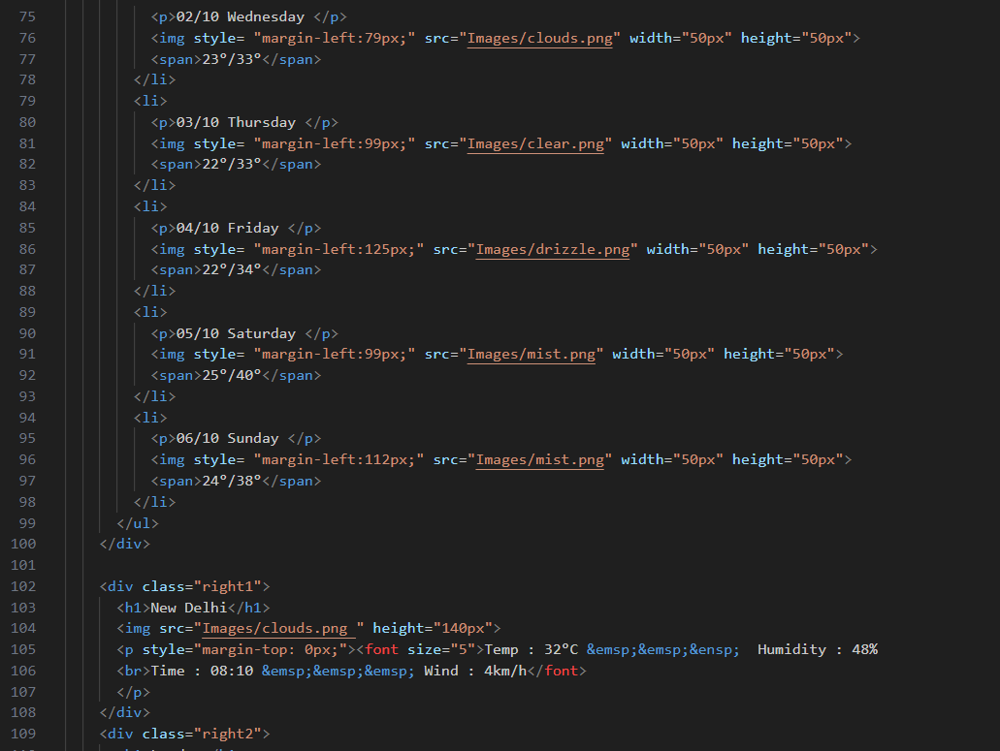 75 <p>02/10 Wednesday </p>
76 <img style= "margin-left:79px;" src="Images/clouds.png" width="50px" height="50px">
77 <span>23°/33°</span>
78 </li>
79 <li>
80 <p>03/10 Thursday </p>
81 <img style= "margin-left:99px;" src="Images/clear.png" width="50px" height="50px">
82 <span>22°/33°</span>
83 </li>
84 <li>
85 <p>04/10 Friday </p>
86 <img style= "margin-left:125px;" src="Images/drizzle.png" width="50px" height="50px">
87 <span>22°/34°</span>
88 </li>
89 <li>
90 <p>05/10 Saturday </p>
91 <img style= "margin-left:99px;" src="Images/mist.png" width="50px" height="50px">
92 <span>25°/40°</span>
93 </li>
94 <li>
95 <p>06/10 Sunday </p>
96 <img style= "margin-left:112px;" src="Images/mist.png" width="50px" height="50px">
97 <span>24°/38°</span>
98 </li>
99 </ul>
100 </div>
101
102 <div class="right1">
103 <h1>New Delhi</h1>
104 <img src="Images/clouds.png " height="140px">
105 <p style="margin-top: 0px;"><font size="5">Temp : 32°C &emsp;&emsp;&ensp;  Humidity : 48%
106 <br>Time : 08:10 &emsp;&emsp;&emsp; Wind : 4km/h</font>
107 </p>
108 </div>
109 <div class="right2">